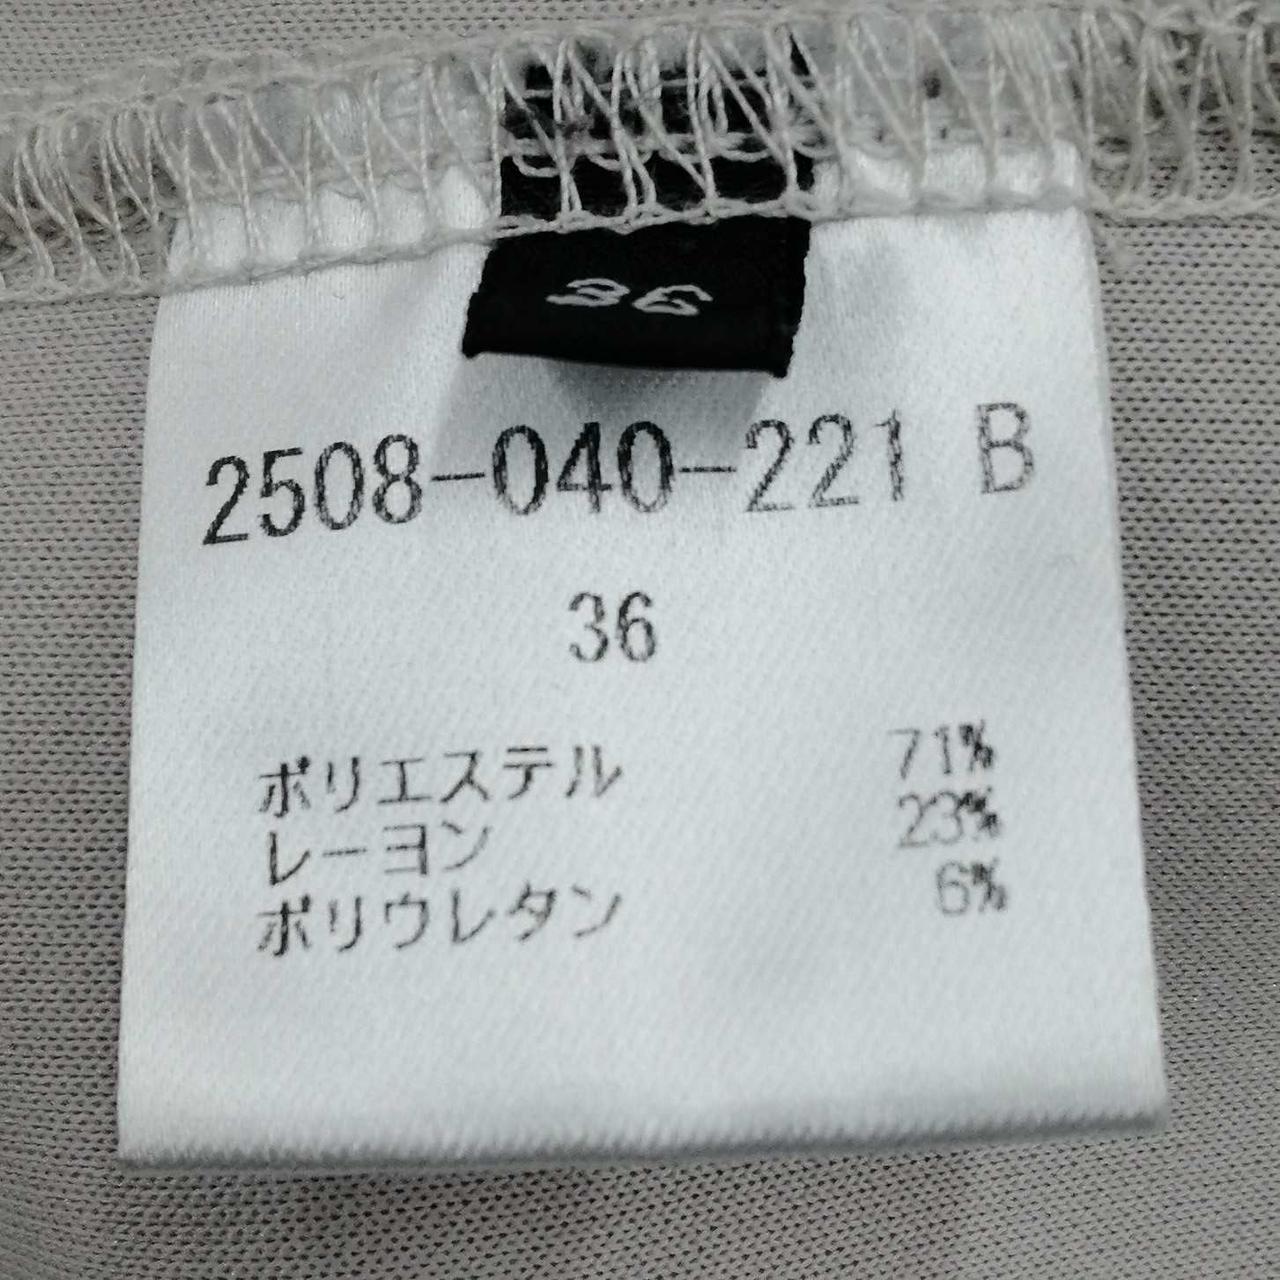 36
2508-040-221 B
36
ポリエステル 71%
レーヨン 23%
ポリウレタン 6%